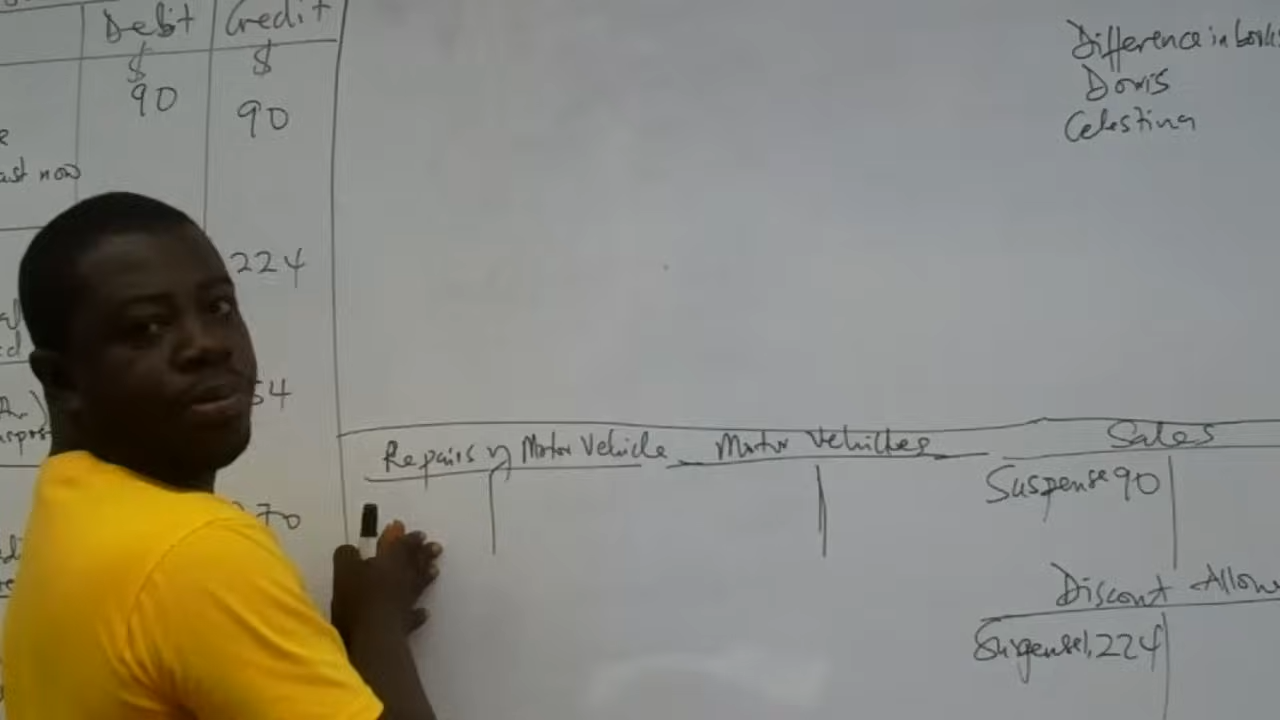 Debit Credit
$ $
90 90
ast now
224
54
70
Difference in books
Doris
Celestina
Repairs of Motor Vehicle
Motor Vehicles
Sales
Suspense 90
Discount Allow
Suspense 1,224